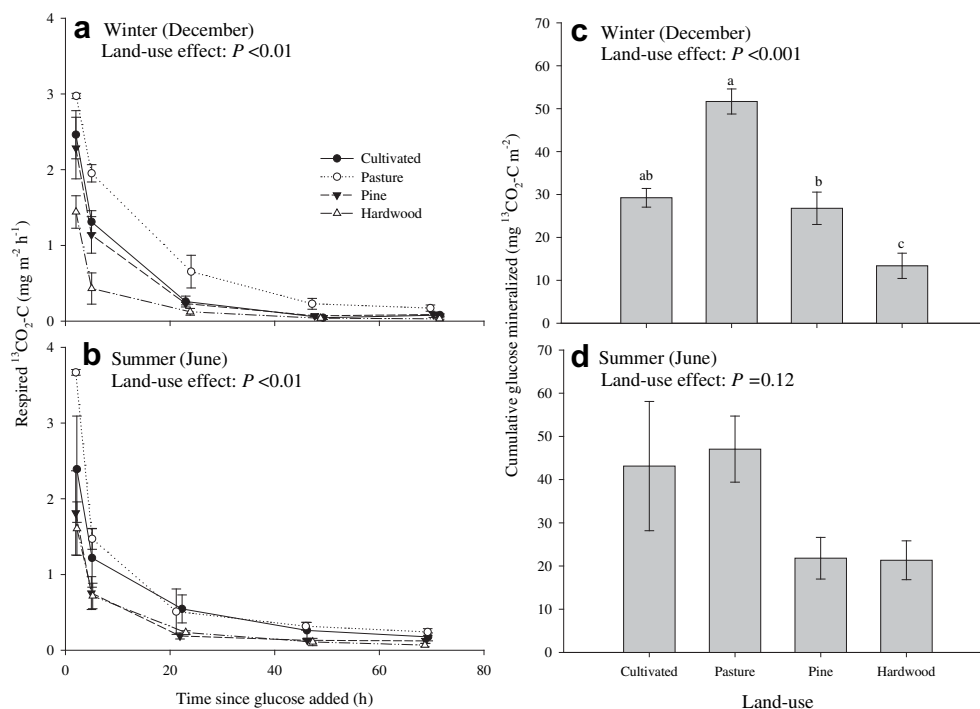 a Winter (December)
Land-use effect: P <0.01
4
3
2
1
0
Cultivated
Pasture
Pine
Hardwood
b Summer (June)
Land-use effect: P <0.01
4
3
2
1
0
0 20 40 60 80
Time since glucose added (h)
Respired ¹³CO₂-C (mg m⁻² h⁻¹)
c Winter (December)
Land-use effect: P <0.001
70
60
50
40
30
20
10
0
ab
a
b
c
d Summer (June)
Land-use effect: P =0.12
70
60
50
40
30
20
10
0
Cultivated Pasture Pine Hardwood
Land-use
Cumulative glucose mineralized (mg ¹³CO₂-C m⁻²)